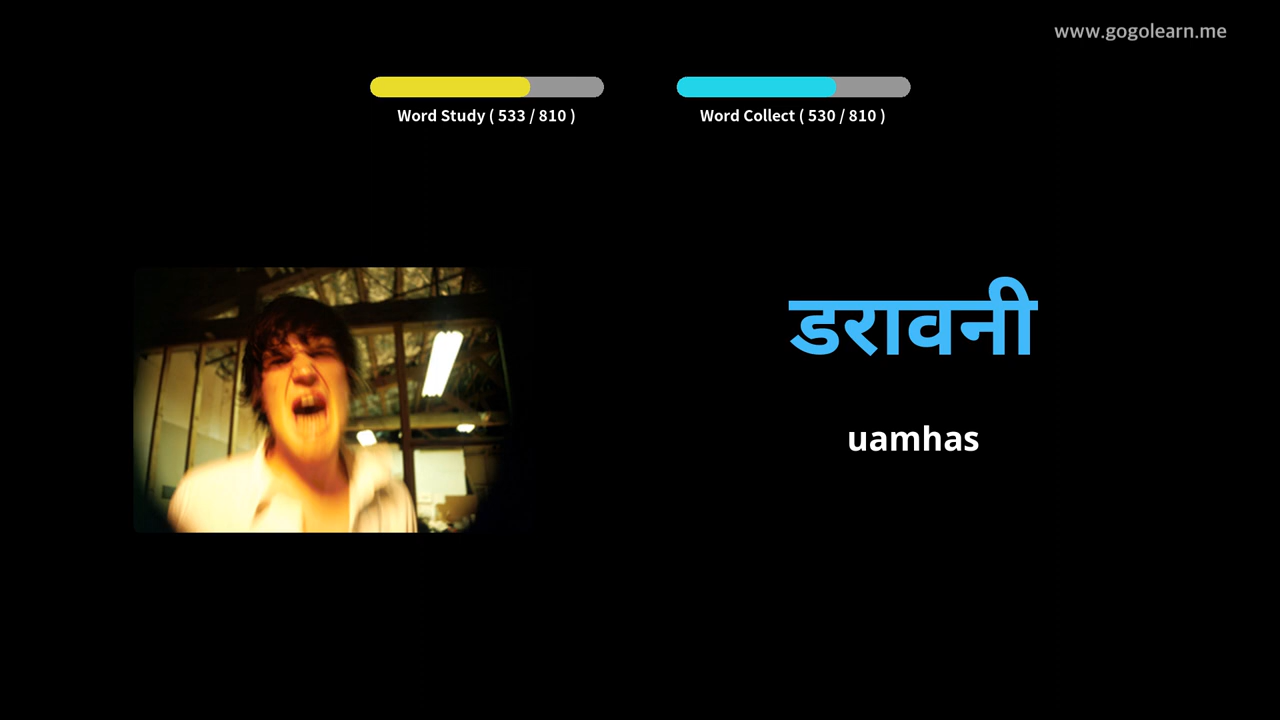 www.gogolearn.me
Word Study ( 533 / 810 )
Word Collect ( 530 / 810 )
डरावनी
uamhas